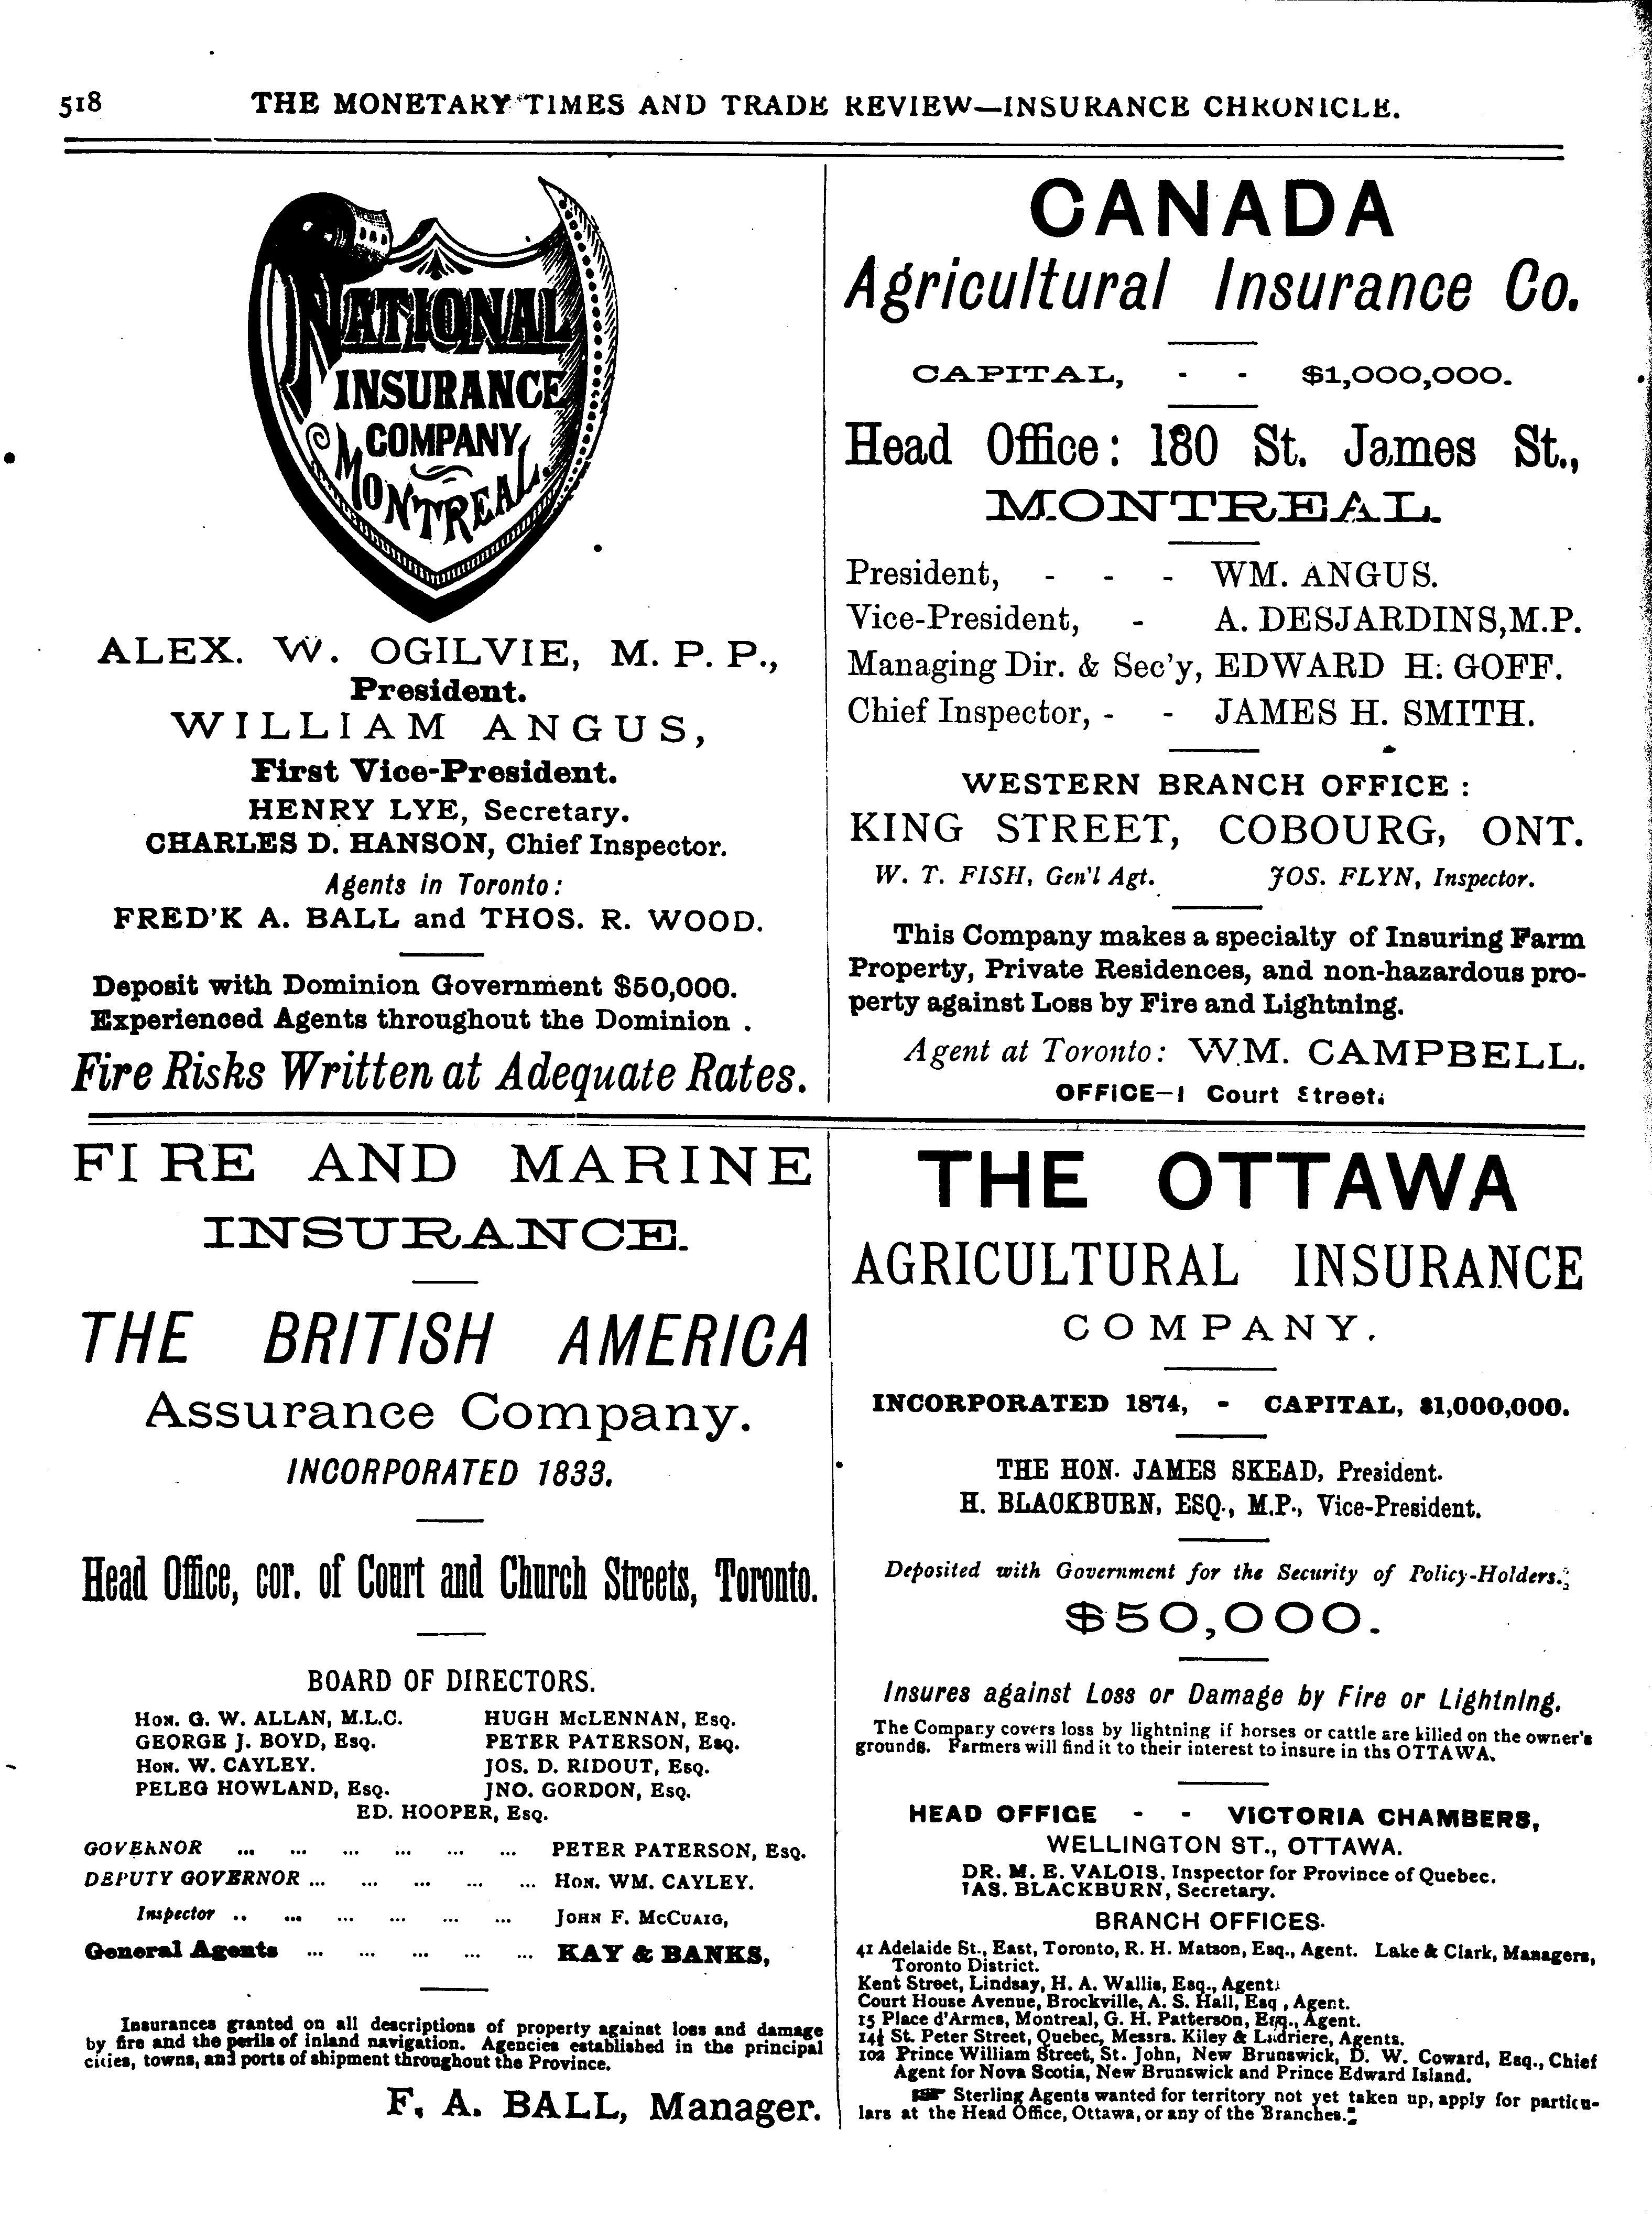 518 THE MONETARY TIMES AND TRADE REVIEW—INSURANCE CHRONICLE.
NATIONAL
INSURANCE
COMPANY
MONTREAL.
ALEX. W. OGILVIE, M. P. P.,
President.
WILLIAM ANGUS,
First Vice-President.
HENRY LYE, Secretary.
CHARLES D. HANSON, Chief Inspector.
Agents in Toronto:
FRED'K A. BALL and THOS. R. WOOD.
Deposit with Dominion Government $50,000.
Experienced Agents throughout the Dominion .
Fire Risks Written at Adequate Rates.
CANADA
Agricultural Insurance Co.
CAPITAL, - - $1,000,000.
Head Office: 180 St. James St.,
MONTREAL.
President, - - - WM. ANGUS.
Vice-President, - A. DESJARDINS, M.P.
Managing Dir. & Sec'y, EDWARD H. GOFF.
Chief Inspector, - - JAMES H. SMITH.
WESTERN BRANCH OFFICE :
KING STREET, COBOURG, ONT.
W. T. FISH, Gen'l Agt. JOS. FLYN, Inspector.
This Company makes a specialty of Insuring Farm
Property, Private Residences, and non-hazardous pro-
perty against Loss by Fire and Lightning.
Agent at Toronto: WM. CAMPBELL.
OFFICE—1 Court Street.
FIRE AND MARINE
INSURANCE.
THE BRITISH AMERICA
Assurance Company.
INCORPORATED 1833.
Head Office, cor. of Court and Church Streets, Toronto.
BOARD OF DIRECTORS.
HON. G. W. ALLAN, M.L.C. HUGH McLENNAN, ESQ.
GEORGE J. BOYD, ESQ. PETER PATERSON, ESQ.
HON. W. CAYLEY. JOS. D. RIDOUT, ESQ.
PELEG HOWLAND, ESQ. JNO. GORDON, ESQ.
ED. HOOPER, ESQ.
GOVERNOR ... ... ... ... ... ... PETER PATERSON, ESQ.
DEPUTY GOVERNOR ... ... ... ... ... HON. WM. CAYLEY.
Inspector .. ... ... ... ... ... JOHN F. McCUAIG,
General Agents ... ... ... ... ... KAY & BANKS,
Insurances granted on all descriptions of property against loss and damage
by fire and the perils of inland navigation. Agencies established in the principal
cities, towns, and ports of shipment throughout the Province.
F. A. BALL, Manager.
THE OTTAWA
AGRICULTURAL INSURANCE
COMPANY.
INCORPORATED 1874, - CAPITAL, $1,000,000.
THE HON. JAMES SKEAD, President.
H. BLACKBURN, ESQ., M.P., Vice-President.
Deposited with Government for the Security of Policy-Holders.
$50,000.
Insures against Loss or Damage by Fire or Lightning.
The Company covers loss by lightning if horses or cattle are killed on the owner's
grounds. Farmers will find it to their interest to insure in ths OTTAWA.
HEAD OFFICE - - VICTORIA CHAMBERS,
WELLINGTON ST., OTTAWA.
DR. M. E. VALOIS, Inspector for Province of Quebec.
JAS. BLACKBURN, Secretary.
BRANCH OFFICES.
41 Adelaide St., East, Toronto, R. H. Matson, Esq., Agent. Lake & Clark, Managers,
Toronto District.
Kent Street, Lindsay, H. A. Wallis, Esq., Agent.
Court House Avenue, Brockville, A. S. Hall, Esq , Agent.
15 Place d'Armes, Montreal, G. H. Patterson, Esq., Agent.
14½ St. Peter Street, Quebec, Messrs. Kiley & Ladriere, Agents.
102 Prince William Street, St. John, New Brunswick, D. W. Coward, Esq., Chief
Agent for Nova Scotia, New Brunswick and Prince Edward Island.
☞ Sterling Agents wanted for territory not yet taken up, apply for particu-
lars at the Head Office, Ottawa, or any of the Branches.